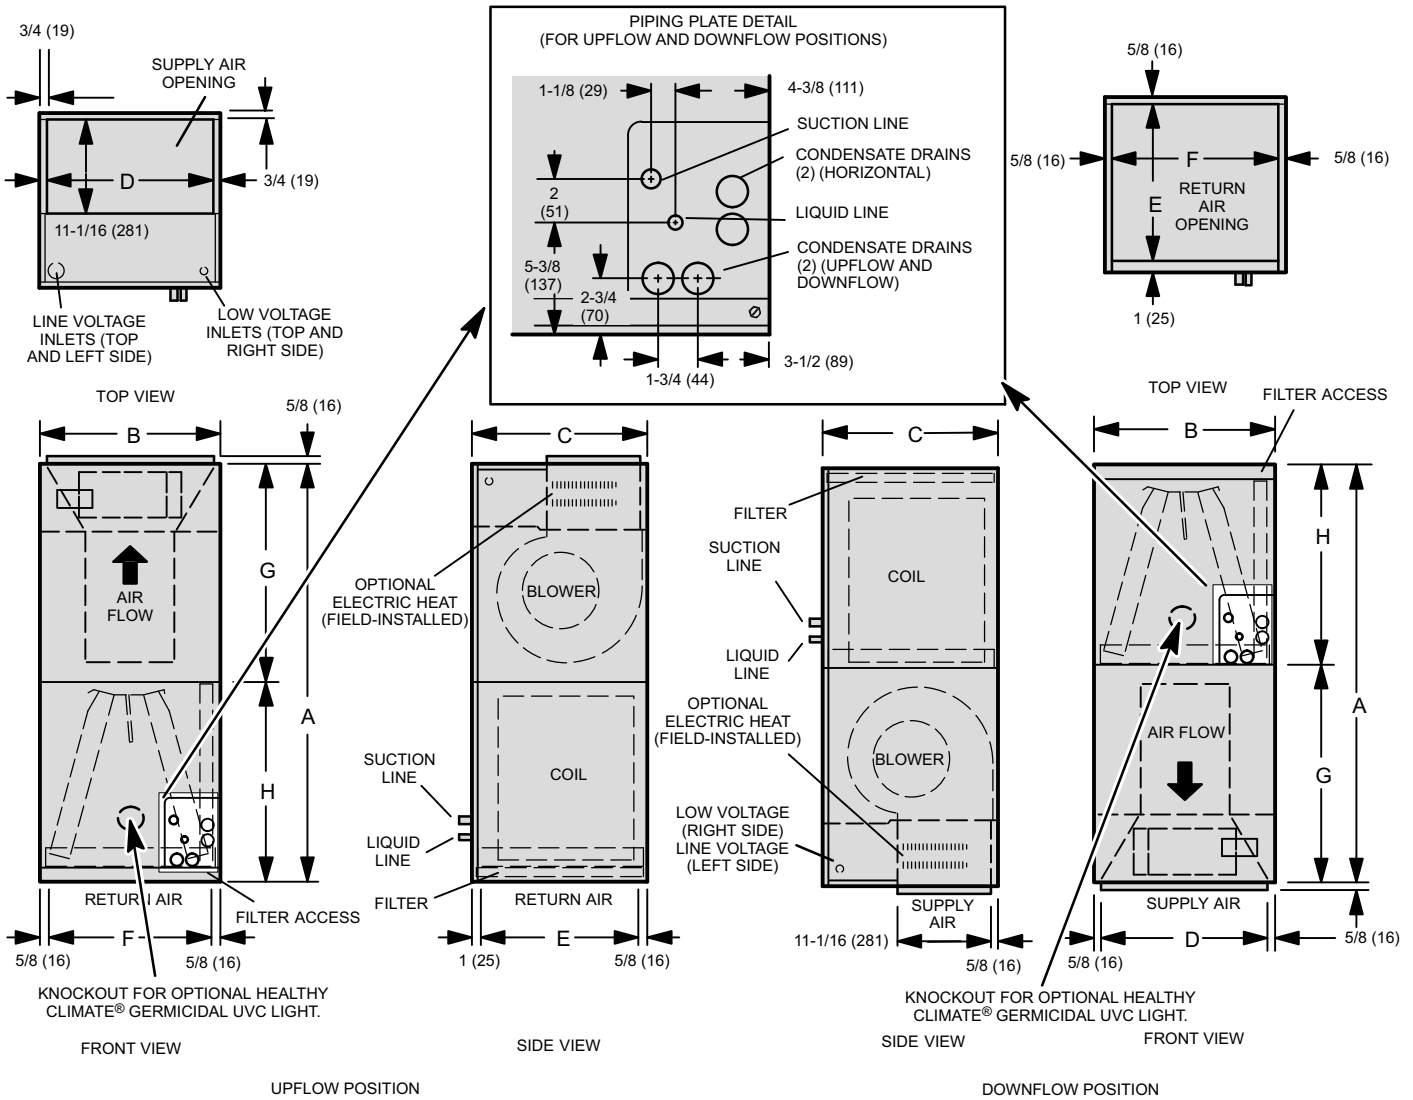 3/4 (19)
SUPPLY AIR
OPENING
D
3/4 (19)
11-1/16 (281)
LINE VOLTAGE
INLETS (TOP
AND LEFT SIDE)
LOW VOLTAGE
INLETS (TOP AND
RIGHT SIDE)
TOP VIEW
PIPING PLATE DETAIL
(FOR UPFLOW AND DOWNFLOW POSITIONS)
1-1/8 (29)
4-3/8 (111)
SUCTION LINE
CONDENSATE DRAINS
(2) (HORIZONTAL)
2
(51)
LIQUID LINE
5-3/8
(137)
CONDENSATE DRAINS
(2) (UPFLOW AND
DOWNFLOW)
2-3/4
(70)
3-1/2 (89)
1-3/4 (44)
5/8 (16)
5/8 (16)
F
5/8 (16)
E
RETURN
AIR
OPENING
1 (25)
TOP VIEW
B
5/8 (16)
AIR
FLOW
G
A
H
RETURN AIR
FILTER ACCESS
F
5/8 (16)
5/8 (16)
KNOCKOUT FOR OPTIONAL HEALTHY
CLIMATE® GERMICIDAL UVC LIGHT.
FRONT VIEW
C
OPTIONAL
ELECTRIC HEAT
(FIELD-INSTALLED)
BLOWER
COIL
SUCTION
LINE
LIQUID
LINE
FILTER
RETURN AIR
E
1 (25)
5/8 (16)
SIDE VIEW
UPFLOW POSITION
C
FILTER
SUCTION
LINE
COIL
LIQUID
LINE
OPTIONAL
ELECTRIC HEAT
(FIELD-INSTALLED)
BLOWER
LOW VOLTAGE
(RIGHT SIDE)
LINE VOLTAGE
(LEFT SIDE)
SUPPLY
AIR
11-1/16 (281)
5/8 (16)
SIDE VIEW
FILTER ACCESS
B
H
A
AIR FLOW
G
SUPPLY AIR
D
5/8 (16)
5/8 (16)
KNOCKOUT FOR OPTIONAL HEALTHY
CLIMATE® GERMICIDAL UVC LIGHT.
FRONT VIEW
DOWNFLOW POSITION